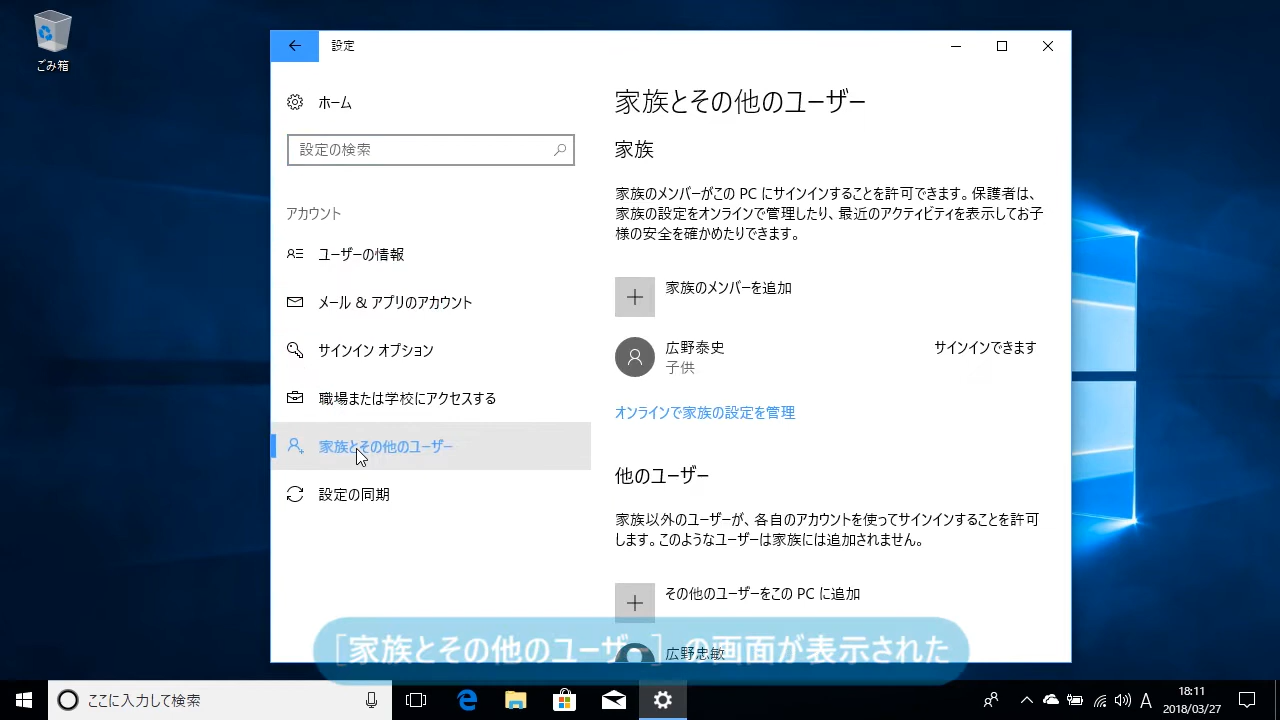 ごみ箱
設定
ホーム
設定の検索
アカウント
ユーザーの情報
メール & アプリのアカウント
サインイン オプション
職場または学校にアクセスする
家族とその他のユーザー
設定の同期
家族とその他のユーザー
家族
家族のメンバーがこの PC にサインインすることを許可できます。保護者は、
家族の設定をオンラインで管理したり、最近のアクティビティを表示してお子
様の安全を確かめたりできます。
家族のメンバーを追加
広野泰史
サインインできます
子供
オンラインで家族の設定を管理
他のユーザー
家族以外のユーザーが、各自のアカウントを使ってサインインすることを許可
します。このようなユーザーは家族には追加されません。
その他のユーザーをこの PC に追加
広野忠敏
［家族とその他のユーザー］の画面が表示された
ここに入力して検索
A
18:11
2018/03/27